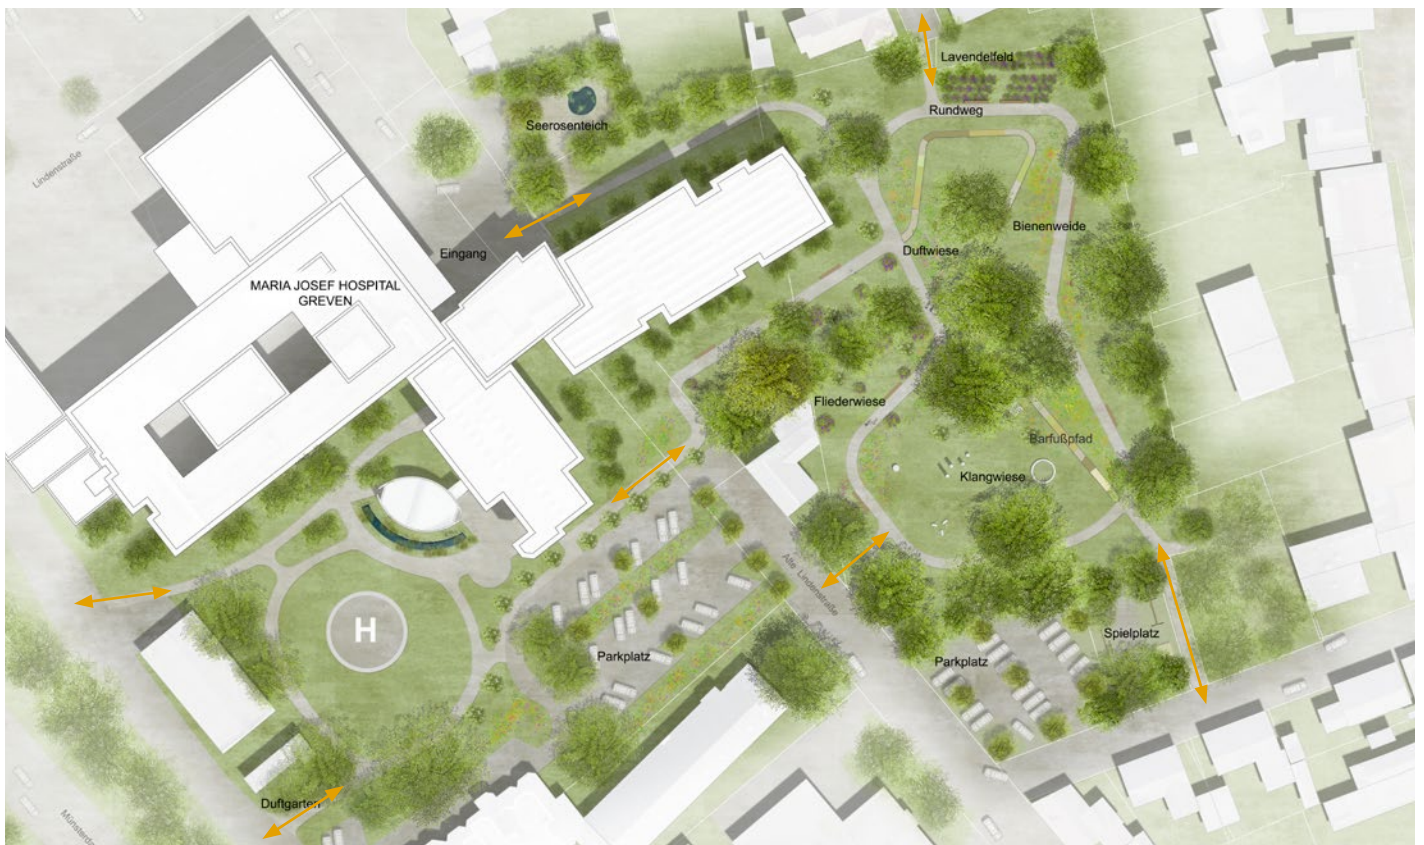 Lavendelfeld
Rundweg
Seerosenteich
Lindenstraße
Bienenweide
Duftwiese
Eingang
MARIA JOSEF HOSPITAL
GREVEN
Fliederwiese
Barfußpfad
Klangwiese
Alte Lindenstraße
H
Spielplatz
Parkplatz
Parkplatz
Duftgarten